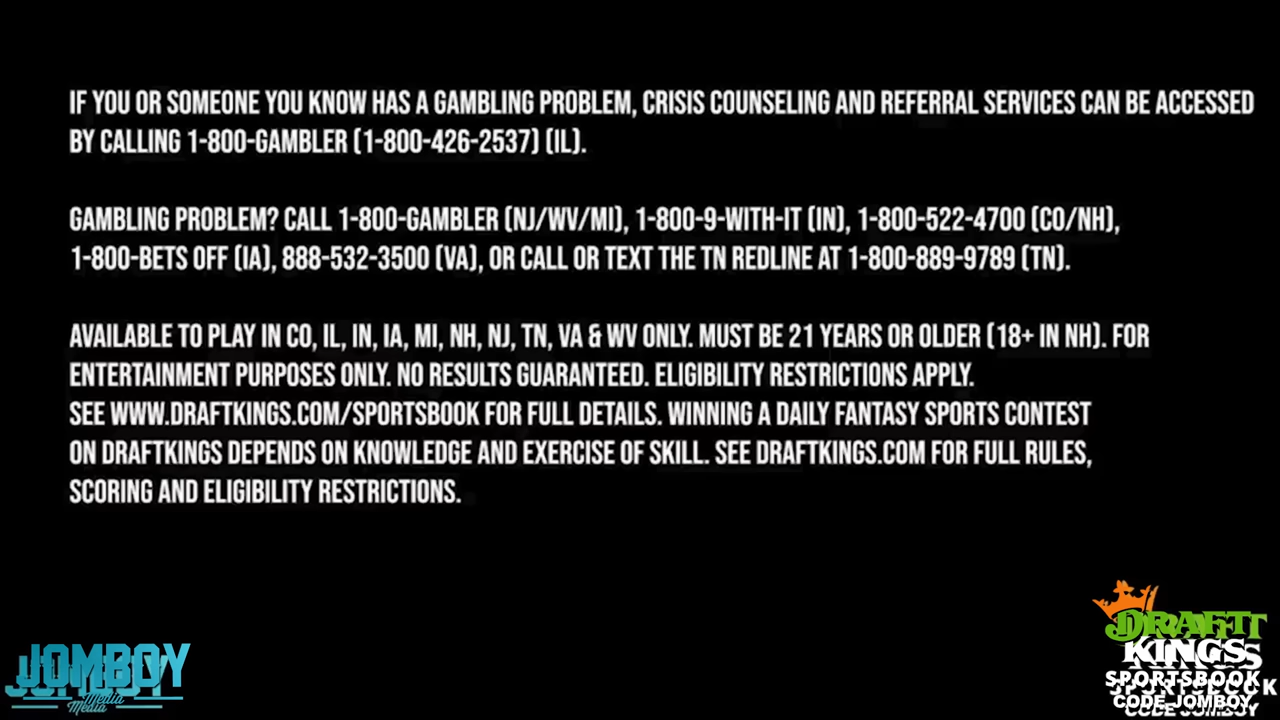 IF YOU OR SOMEONE YOU KNOW HAS A GAMBLING PROBLEM, CRISIS COUNSELING AND REFERRAL SERVICES CAN BE ACCESSED
BY CALLING 1-800-GAMBLER (1-800-426-2537) (IL).
GAMBLING PROBLEM? CALL 1-800-GAMBLER (NJ/WV/MI), 1-800-9-WITH-IT (IN), 1-800-522-4700 (CO/NH),
1-800-BETS OFF (IA), 888-532-3500 (VA), OR CALL OR TEXT THE TN REDLINE AT 1-800-889-9789 (TN).
AVAILABLE TO PLAY IN CO, IL, IN, IA, MI, NH, NJ, TN, VA & WV ONLY. MUST BE 21 YEARS OR OLDER (18+ IN NH). FOR
ENTERTAINMENT PURPOSES ONLY. NO RESULTS GUARANTEED. ELIGIBILITY RESTRICTIONS APPLY.
SEE WWW.DRAFTKINGS.COM/SPORTSBOOK FOR FULL DETAILS. WINNING A DAILY FANTASY SPORTS CONTEST
ON DRAFTKINGS DEPENDS ON KNOWLEDGE AND EXERCISE OF SKILL. SEE DRAFTKINGS.COM FOR FULL RULES,
SCORING AND ELIGIBILITY RESTRICTIONS.
JOMBOY
Media
DRAFT
KINGS
SPORTSBOOK
CODE JOMBOY